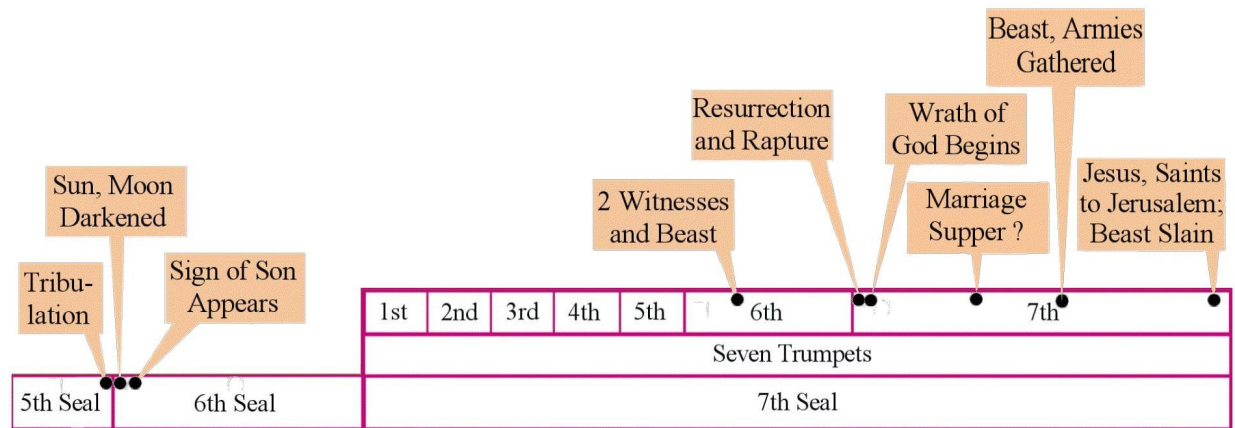 Beast, Armies
Gathered
Resurrection
and Rapture
Wrath of
God Begins
Sun, Moon
Darkened
2 Witnesses
and Beast
Marriage
Supper ?
Jesus, Saints
to Jerusalem;
Beast Slain
Tribu-
lation
Sign of Son
Appears
1st 2nd 3rd 4th 5th 6th 7th
Seven Trumpets
5th Seal 6th Seal 7th Seal